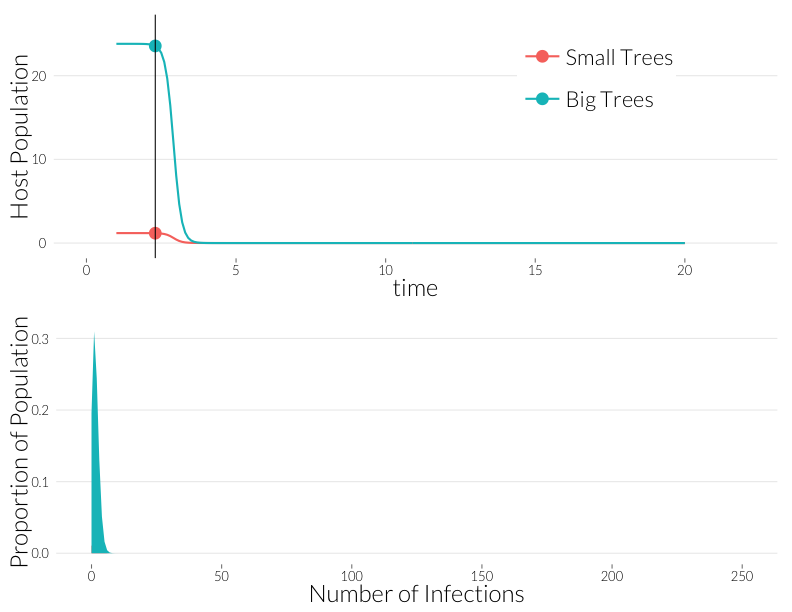 Host Population
20
10
0
Small Trees
Big Trees
0 5 10 15 20
time
Proportion of Population
0.3
0.2
0.1
0.0
0 50 100 150 200 250
Number of Infections